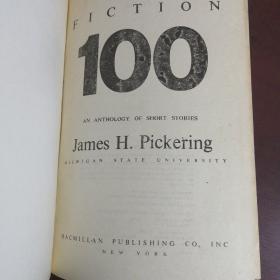 FICTION
100
AN ANTHOLOGY OF SHORT STORIES
James H. Pickering
MICHIGAN STATE UNIVERSITY
MACMILLAN PUBLISHING CO., INC
NEW YORK